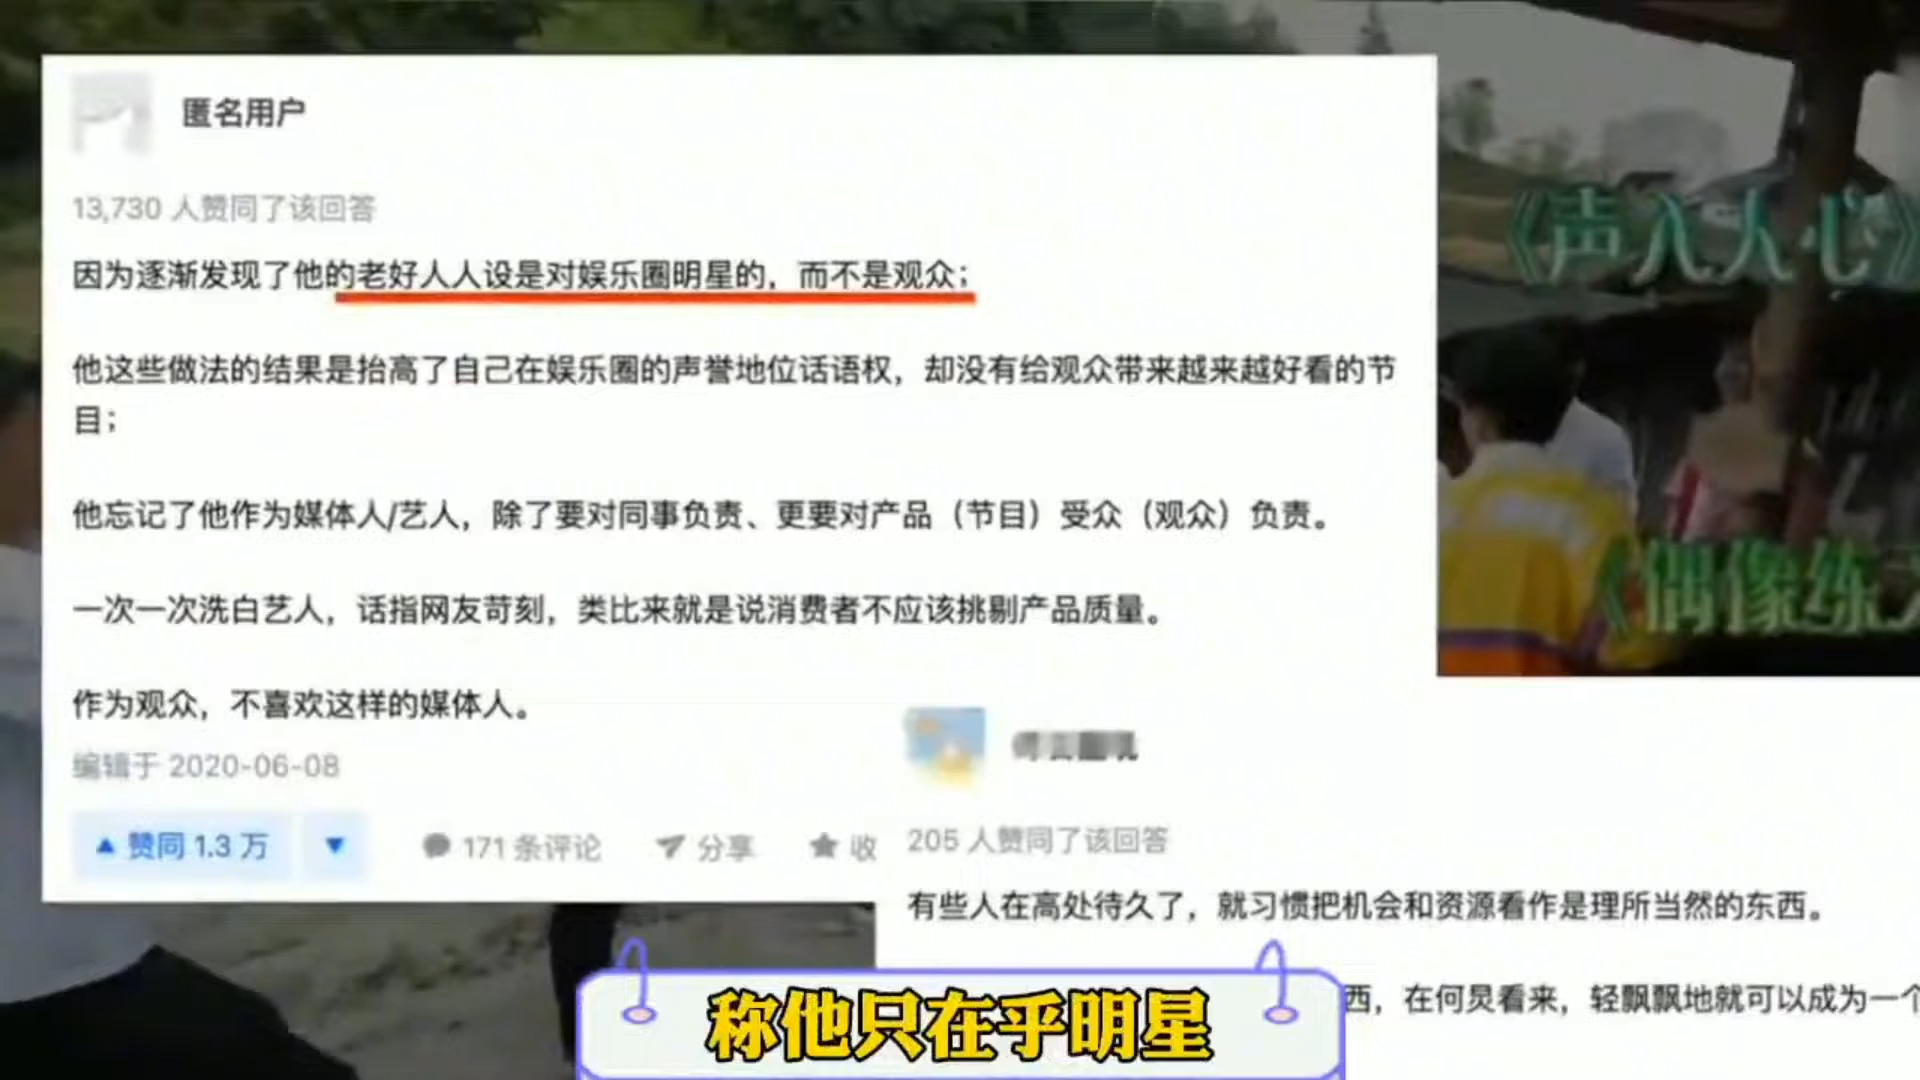 匿名用户
13,730 人赞同了该回答
因为逐渐发现了他的老好人人设是对娱乐圈明星的，而不是观众；
他这些做法的结果是抬高了自己在娱乐圈的声誉地位话语权，却没有给观众带来越来越好看的节
目；
他忘记了他作为媒体人/艺人，除了要对同事负责、更要对产品（节目）受众（观众）负责。
一次一次洗白艺人，话指网友苛刻，类比来就是说消费者不应该挑剔产品质量。
作为观众，不喜欢这样的媒体人。
编辑于 2020-06-08
赞同 1.3 万
171 条评论
分享
收
《声入人心》
《偶像练
205 人赞同了该回答
有些人在高处待久了，就习惯把机会和资源看作是理所当然的东西。
西，在何炅看来，轻飘飘地就可以成为一个
称他只在乎明星